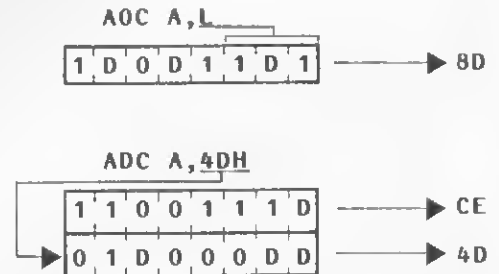 AOC A,L
1 D 0 D 1 1 D 1 8D
ADC A,4DH
1 1 0 0 1 1 1 D CE
0 1 D 0 0 0 D D 4D